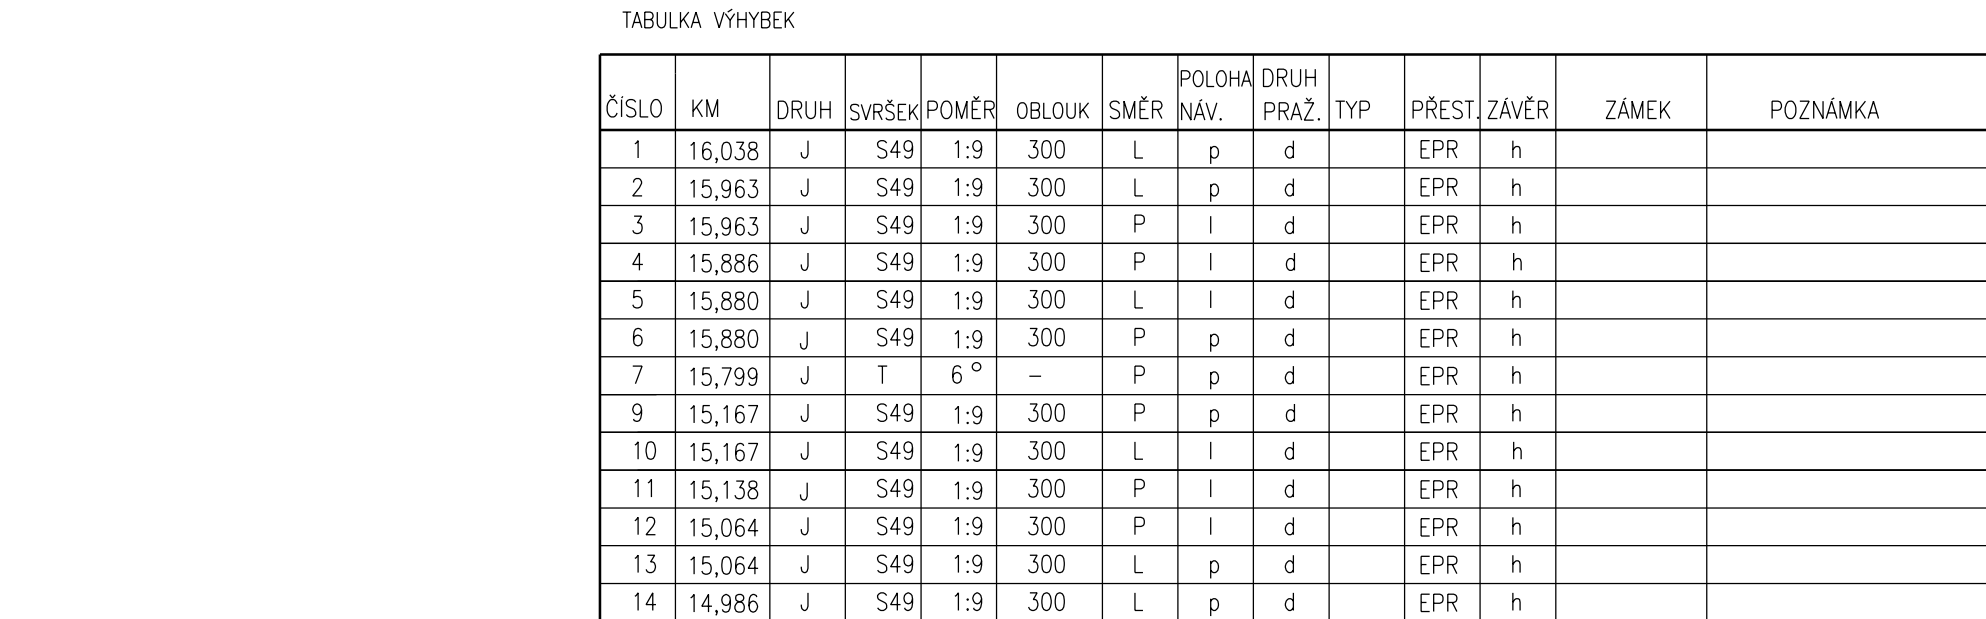 TABULKA VÝHYBEK
ČÍSLO KM DRUH SVRŠEK POMĚR OBLOUK SMĚR POLOHA NÁV. DRUH PRAŽ. TYP PŘEST. ZÁVĚR ZÁMEK POZNÁMKA
1 16,038 J S49 1:9 300 L p d EPR h
2 15,963 J S49 1:9 300 L p d EPR h
3 15,963 J S49 1:9 300 P l d EPR h
4 15,886 J S49 1:9 300 P l d EPR h
5 15,880 J S49 1:9 300 L l d EPR h
6 15,880 J S49 1:9 300 P p d EPR h
7 15,799 J T 6° – P p d EPR h
9 15,167 J S49 1:9 300 P p d EPR h
10 15,167 J S49 1:9 300 L l d EPR h
11 15,138 J S49 1:9 300 P l d EPR h
12 15,064 J S49 1:9 300 P l d EPR h
13 15,064 J S49 1:9 300 L p d EPR h
14 14,986 J S49 1:9 300 L p d EPR h